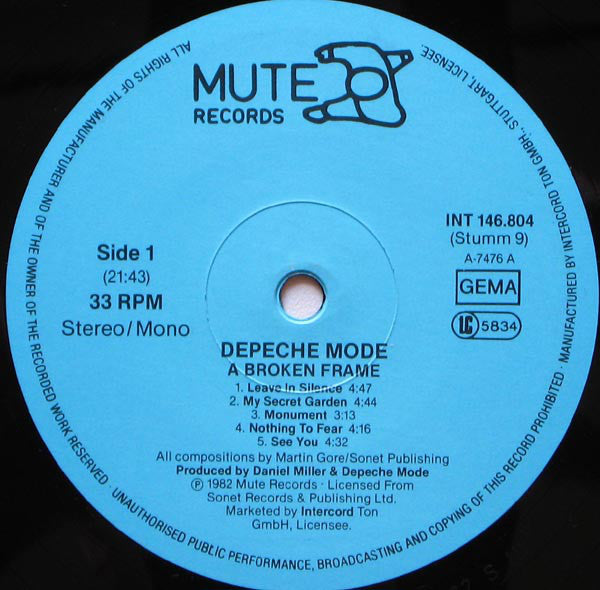 MUTE
RECORDS
Side 1
(21:43)
33 RPM
Stereo/Mono
INT 146.804
(Stumm 9)
A-7476 A
GEMA
LC 5834
DEPECHE MODE
A BROKEN FRAME
1. Leave In Silence 4:47
2. My Secret Garden 4:44
3. Monument 3:13
4. Nothing To Fear 4:16
5. See You 4:32
All compositions by Martin Gore/Sonet Publishing
Produced by Daniel Miller & Depeche Mode
Ⓟ 1982 Mute Records · Licensed From
Sonet Records & Publishing Ltd.
Marketed by Intercord Ton
GmbH, Licensee.
ALL RIGHTS OF THE MANUFACTURER AND OF THE OWNER OF THE RECORDED WORK RESERVED · UNAUTHORISED PUBLIC PERFORMANCE, BROADCASTING AND COPYING OF THIS RECORD PROHIBITED · MANUFACTURED BY INTERCORD TON GMBH., STUTTGART, LICENSEE.